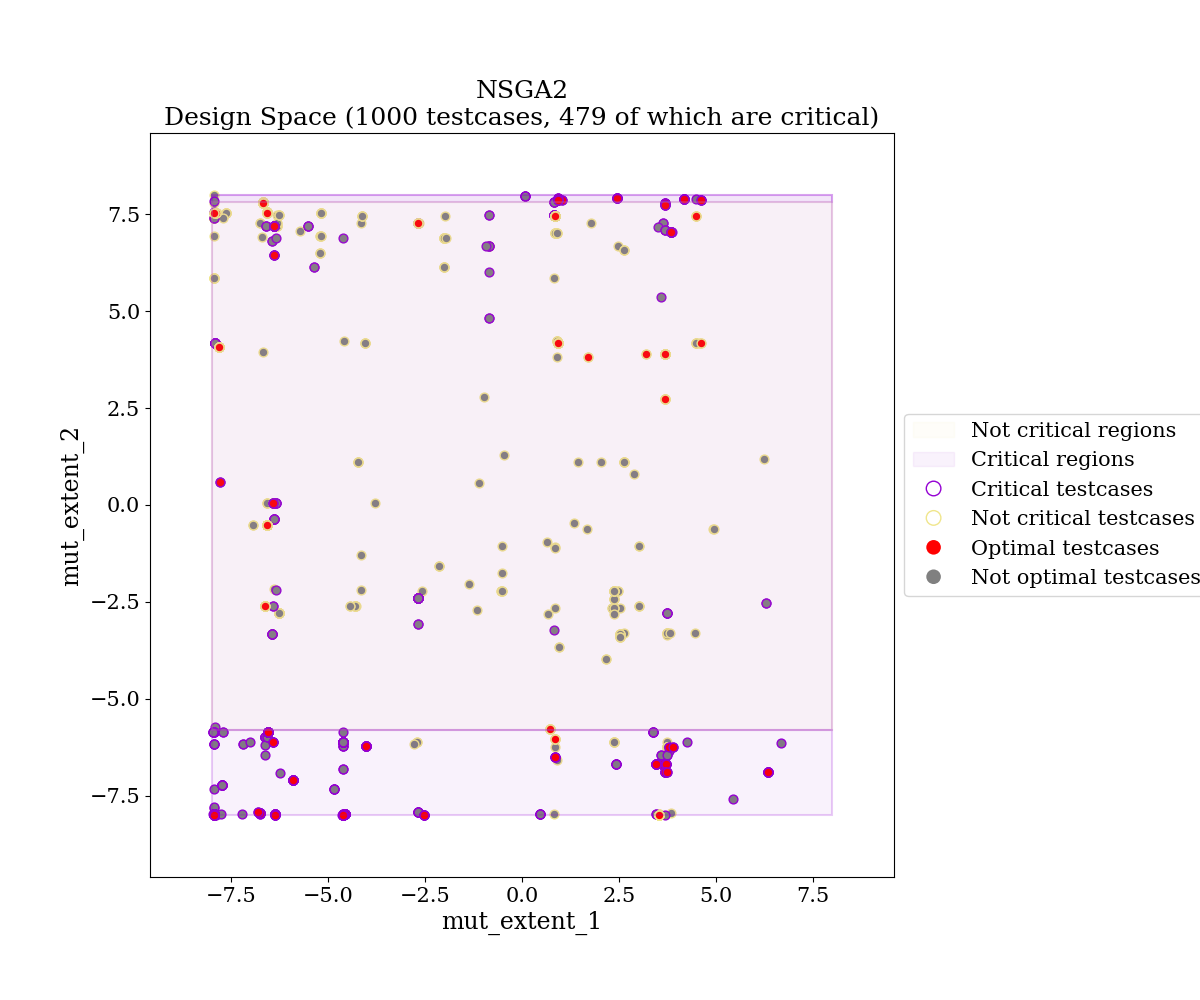 NSGA2
Design Space (1000 testcases, 479 of which are critical)
7.5
5.0
2.5
0.0
−2.5
−5.0
−7.5
mut_extent_2
−7.5 −5.0 −2.5 0.0 2.5 5.0 7.5
mut_extent_1
Not critical regions
Critical regions
Critical testcases
Not critical testcases
Optimal testcases
Not optimal testcases